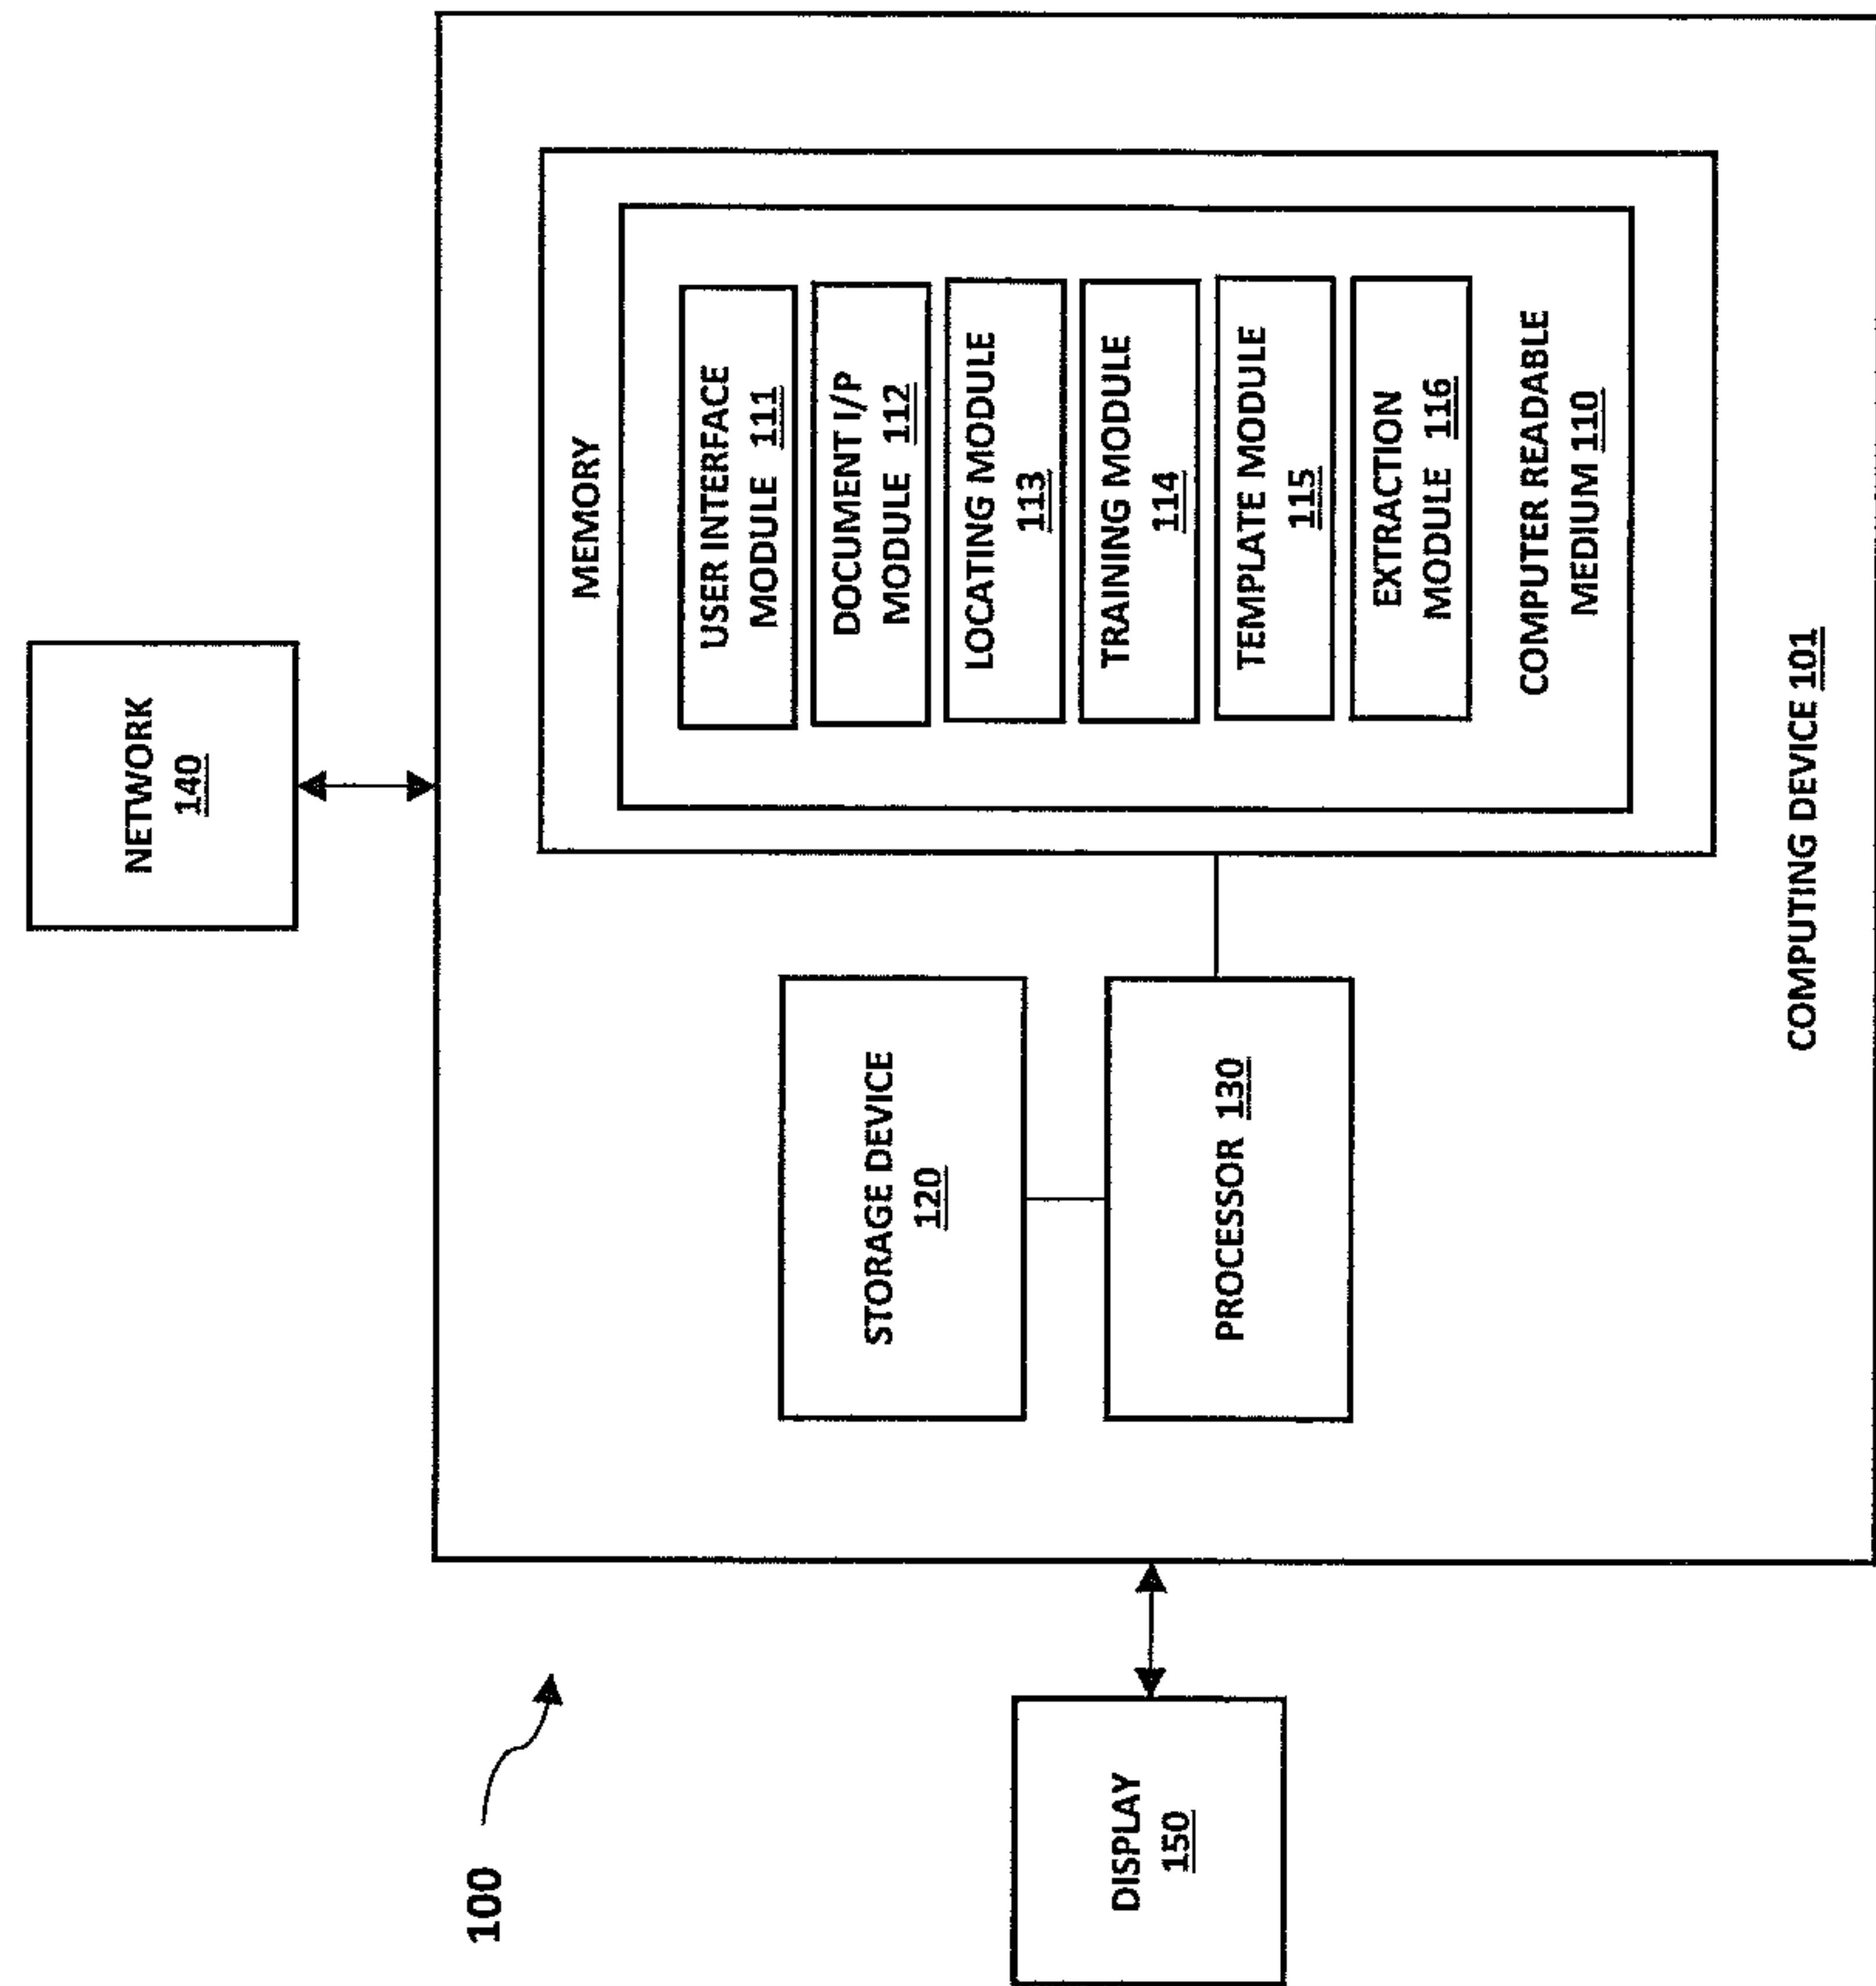 100
NETWORK
140
MEMORY
USER INTERFACE
MODULE 111
DOCUMENT I/P
MODULE 112
LOCATING MODULE
113
TRAINING MODULE
114
TEMPLATE MODULE
115
EXTRACTION
MODULE 116
COMPUTER READABLE
MEDIUM 110
STORAGE DEVICE
120
PROCESSOR 130
DISPLAY
150
COMPUTING DEVICE 101